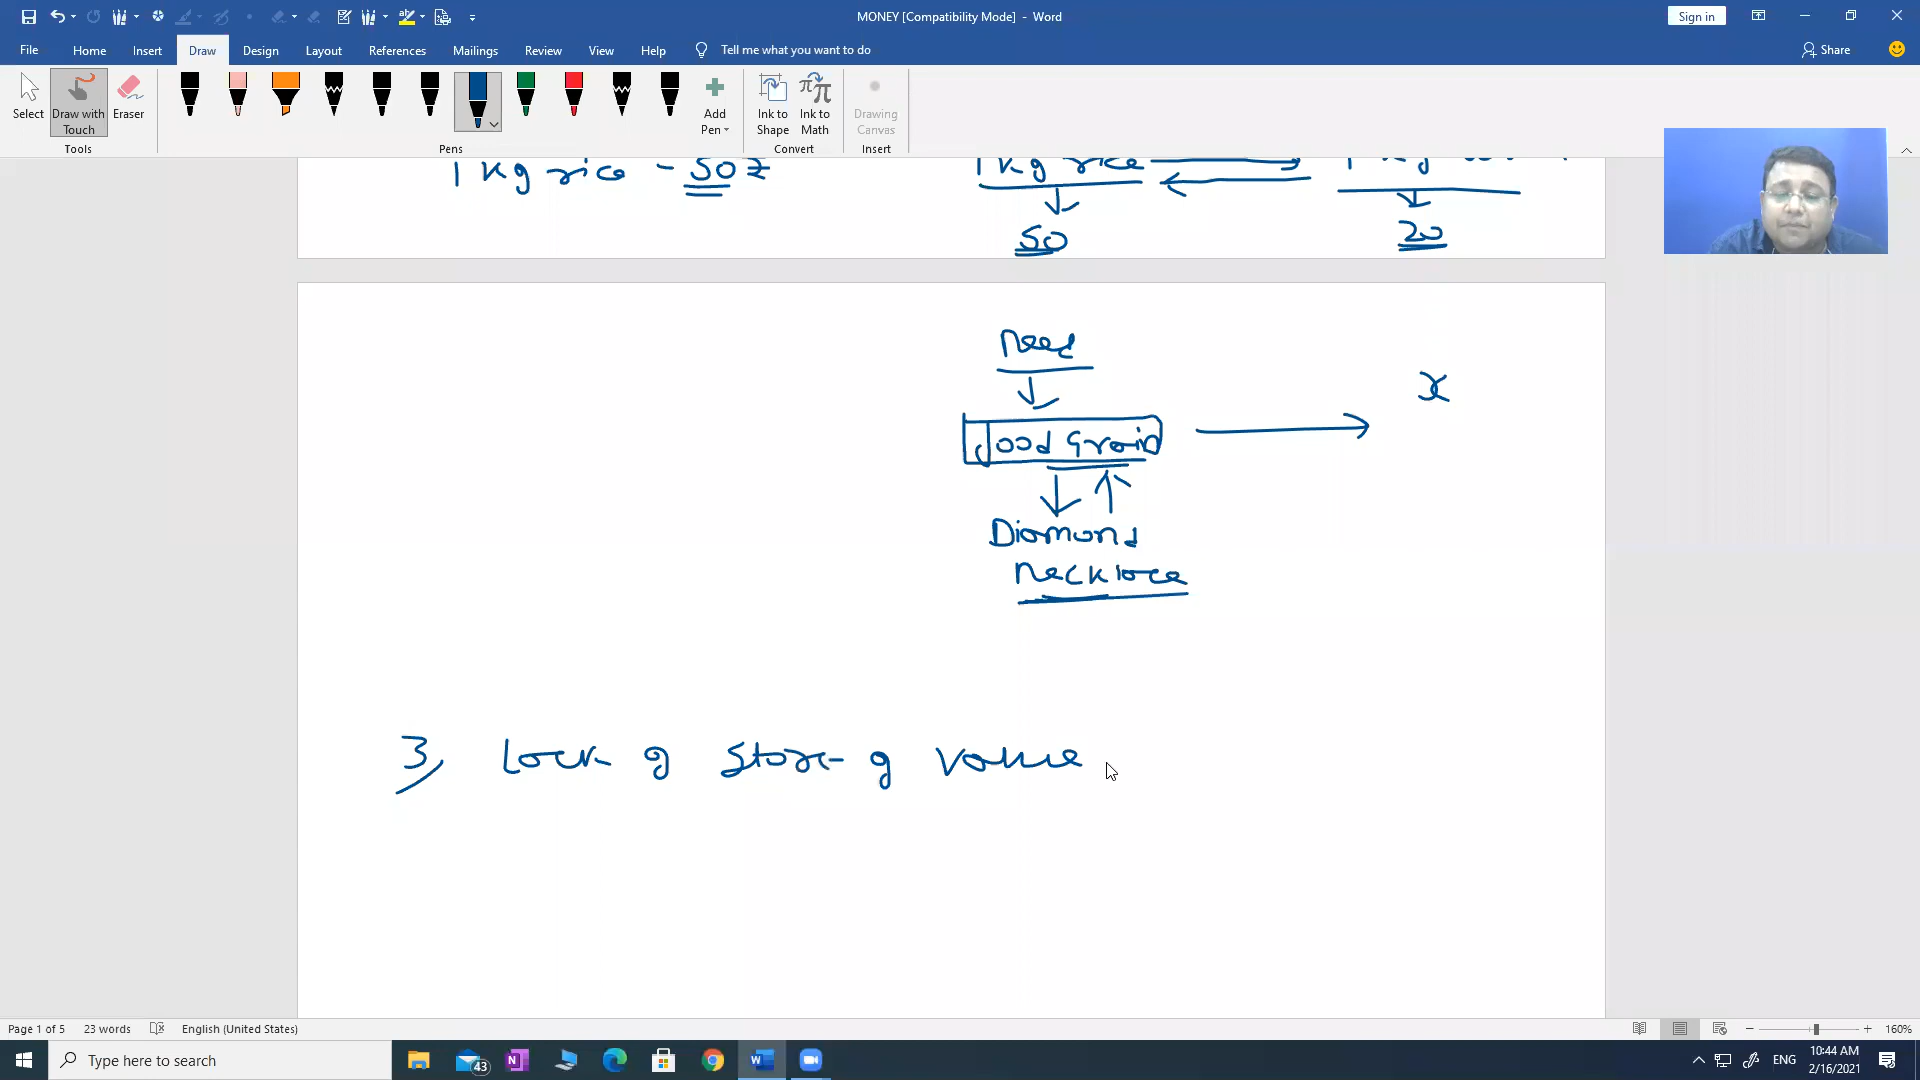 MONEY [Compatibility Mode] - Word
Sign in
File Home Insert Draw Design Layout References Mailings Review View Help Tell me what you want to do
Share
Select
Draw with Touch
Eraser
Add Pen
Ink to Shape
Ink to Math
Drawing Canvas
Tools
Pens
Convert
Insert
1 kg rice - 50₹
1 kg rice
1 kg
50
20
Need
x
food Grain
Diamond
Necklace
3, Lack of Store of Value
Page 1 of 5 23 words English (United States)
160%
Type here to search
43
ENG
10:44 AM
2/16/2021